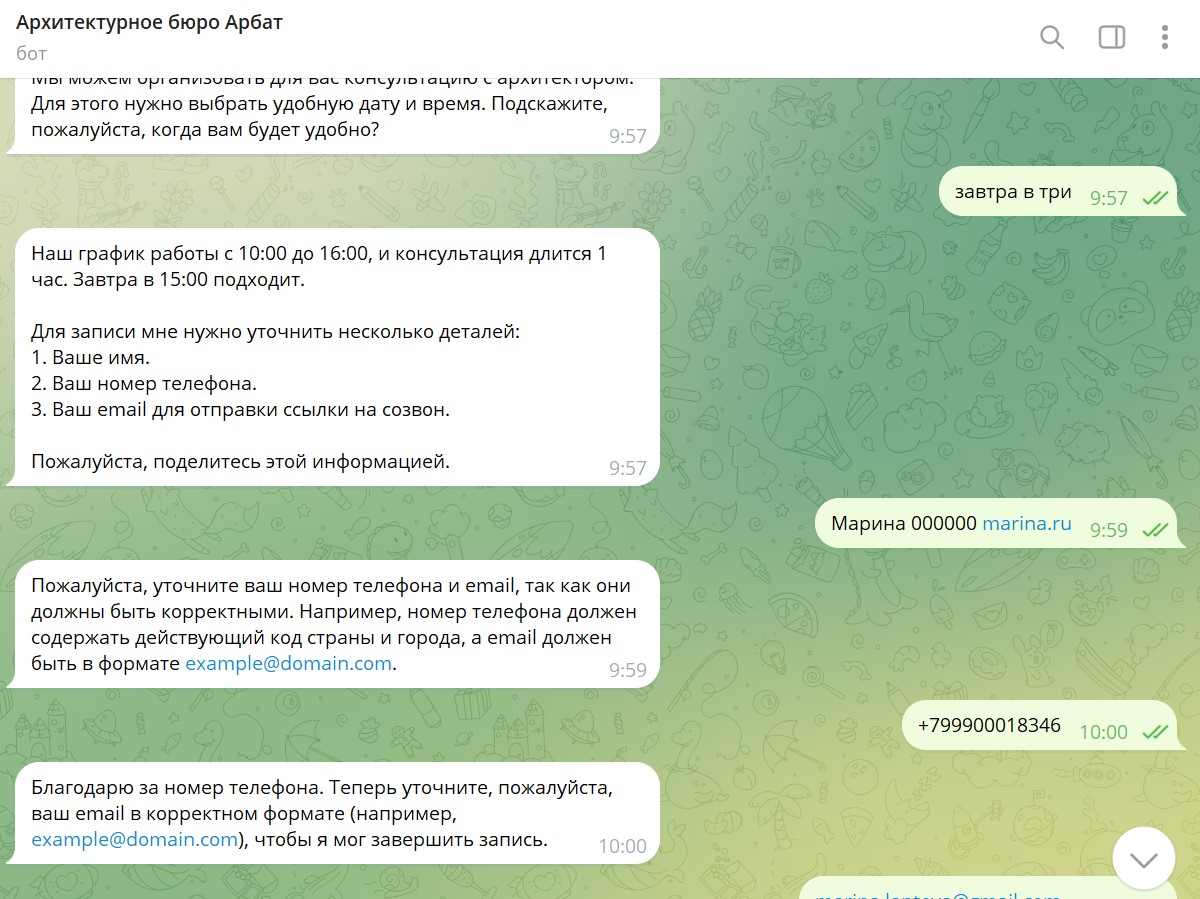 Архитектурное бюро Арбат
бот
Мы можем организовать для вас консультацию с архитектором.
Для этого нужно выбрать удобную дату и время. Подскажите,
пожалуйста, когда вам будет удобно?
9:57
завтра в три 9:57
Наш график работы с 10:00 до 16:00, и консультация длится 1
час. Завтра в 15:00 подходит.
Для записи мне нужно уточнить несколько деталей:
1. Ваше имя.
2. Ваш номер телефона.
3. Ваш email для отправки ссылки на созвон.
Пожалуйста, поделитесь этой информацией.
9:57
Марина 000000 marina.ru 9:59
Пожалуйста, уточните ваш номер телефона и email, так как они
должны быть корректными. Например, номер телефона должен
содержать действующий код страны и города, а email должен
быть в формате example@domain.com.
9:59
+799900018346 10:00
Благодарю за номер телефона. Теперь уточните, пожалуйста,
ваш email в корректном формате (например,
example@domain.com), чтобы я мог завершить запись.
10:00